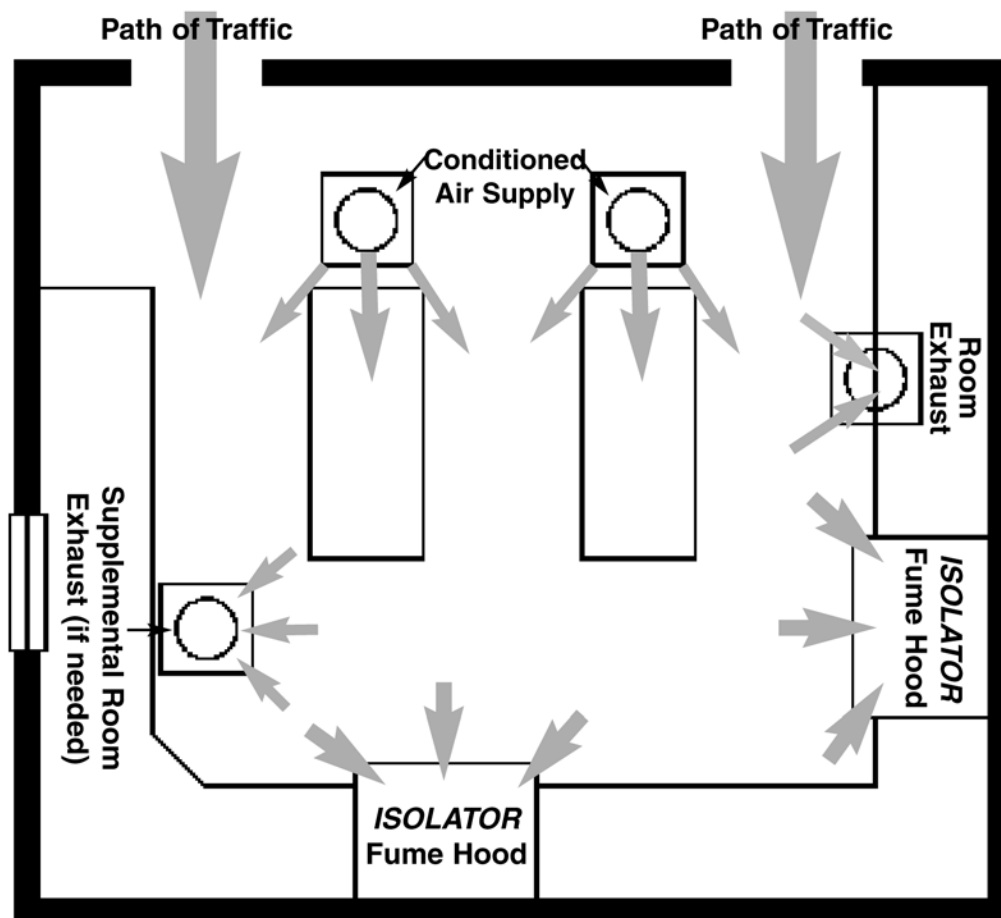 Path of Traffic
Path of Traffic
Conditioned
Air Supply
Room
Exhaust
Supplemental Room
Exhaust (if needed)
ISOLATOR
Fume Hood
ISOLATOR
Fume Hood